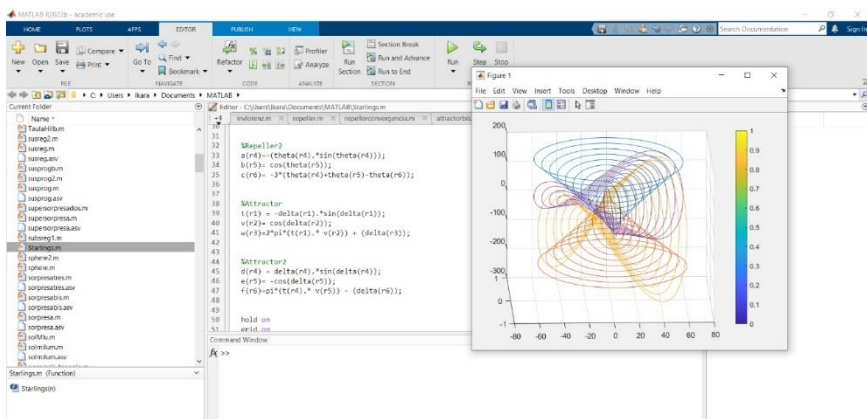 MATLAB R2022b - academic use
HOME PLOTS APPS EDITOR PUBLISH VIEW
Search Documentation
Sign In
New Open Save Compare Print Go To Find Bookmark Refactor Profiler Analyze Run Section Section Break Run and Advance Run to End Run Step Stop
FILE NAVIGATE CODE ANALYZE SECTION
C: Users Ikara Documents MATLAB
Current Folder
Name
TaulaHilb.m
susreg2.m
susreg.m
susreg.asv
susprogb.m
susprog2.m
susprog.m
susprog.asv
supersorpresados.m
supersorpresa.m
supersorpresa.asv
subsreg1.m
Starlings.m
sphere2.m
sphere.m
sorpresatres.m
sorpresatres.asv
sorpresabis.m
sorpresabis.asv
sorpresa.m
sorpresa.asv
solMilu.m
solmilum.m
solmilum.asv
Starlings.m (Function)
Starlings(n)
Editor - C:\Users\Ikara\Documents\MATLAB\Starlings.m
invlorenz.m repeller.m repellerconvergencia.m
30
31
32 %Repeller2
33 a(r4)=-(theta(r4).*sin(theta(r4)));
34 b(r5)= cos(theta(r5));
35 c(r6)= -3*(theta(r4)+theta(r5)-theta(r6));
36
37
38 %Attractor
39 t(r1) = -delta(r1).*sin(delta(r1));
40 v(r2)= cos(delta(r2));
41 w(r3)=2*pi*(t(r1).* v(r2)) + (delta(r3));
42
43
44 %Attractor2
45 d(r4) = delta(r4).*sin(delta(r4));
46 e(r5)= -cos(delta(r5));
47 f(r6)=pi*(t(r4).* v(r5)) - (delta(r6));
48
49
50 hold on
51 grid on
Command Window
fx >>
Figure 1
File Edit View Insert Tools Desktop Window Help
200
100
0
-100
-200
-300
1
0
-1
-80 -60 -40 -20 0 20 40 60 80
1
0.9
0.8
0.7
0.6
0.5
0.4
0.3
0.2
0.1
0